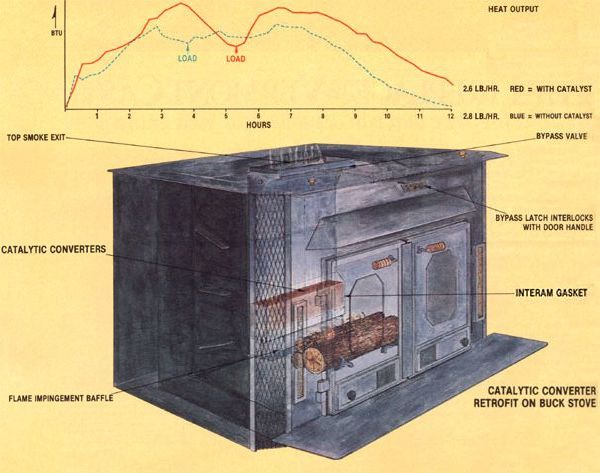 HEAT OUTPUT
BTU
LOAD
LOAD
2.6 LB./HR. RED = WITH CATALYST
2.8 LB./HR. BLUE = WITHOUT CATALYST
1 2 3 4 5 6 7 8 9 10 11 12
HOURS
TOP SMOKE EXIT
BYPASS VALVE
BYPASS LATCH INTERLOCKS
WITH DOOR HANDLE
CATALYTIC CONVERTERS
INTERAM GASKET
FLAME IMPINGEMENT BAFFLE
CATALYTIC CONVERTER
RETROFIT ON BUCK STOVE